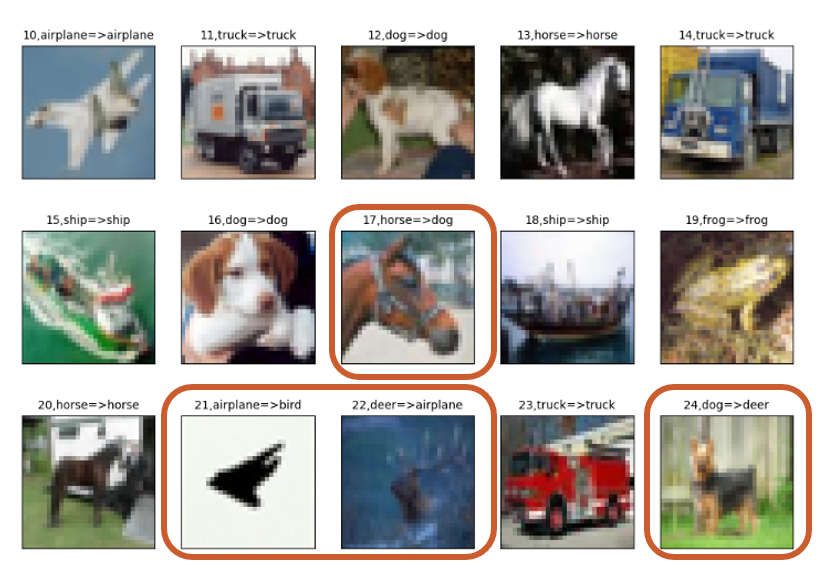 10,airplane=>airplane
11,truck=>truck
12,dog=>dog
13,horse=>horse
14,truck=>truck
15,ship=>ship
16,dog=>dog
17,horse=>dog
18,ship=>ship
19,frog=>frog
20,horse=>horse
21,airplane=>bird
22,deer=>airplane
23,truck=>truck
24,dog=>deer